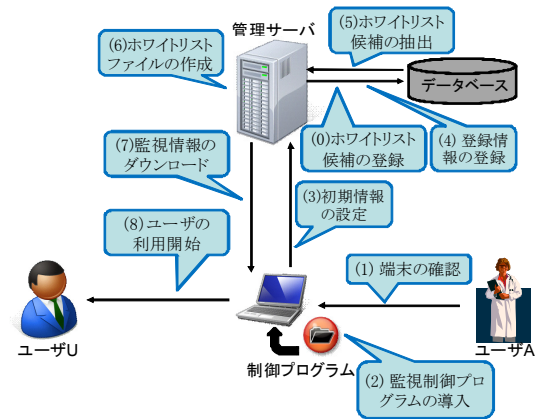 管理サーバ
(5)ホワイトリスト
候補の抽出
(6)ホワイトリスト
ファイルの作成
データベース
(7)監視情報の
ダウンロード
(0)ホワイトリスト
候補の登録
(4) 登録情
報の登録
(3)初期情報
の設定
(8)ユーザの
利用開始
(1) 端末の確認
ユーザU
制御プログラム
ユーザA
(2) 監視制御プロ
グラムの導入